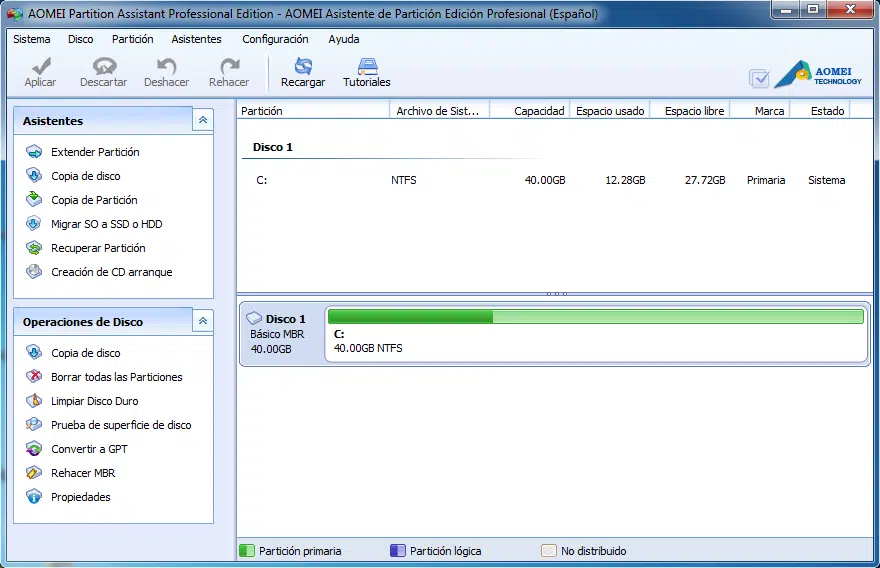 AOMEI Partition Assistant Professional Edition - AOMEI Asistente de Partición Edición Profesional (Español)
Sistema Disco Partición Asistentes Configuración Ayuda
Aplicar Descartar Deshacer Rehacer Recargar Tutoriales
AOMEI
TECHNOLOGY
Asistentes
Extender Partición
Copia de disco
Copia de Partición
Migrar SO a SSD o HDD
Recuperar Partición
Creación de CD arranque
Operaciones de Disco
Copia de disco
Borrar todas las Particiones
Limpiar Disco Duro
Prueba de superficie de disco
Convertir a GPT
Rehacer MBR
Propiedades
Partición Archivo de Sist... Capacidad Espacio usado Espacio libre Marca Estado
Disco 1
C: NTFS 40.00GB 12.28GB 27.72GB Primaria Sistema
Disco 1
Básico MBR
40.00GB
C:
40.00GB NTFS
Partición primaria Partición lógica No distribuido